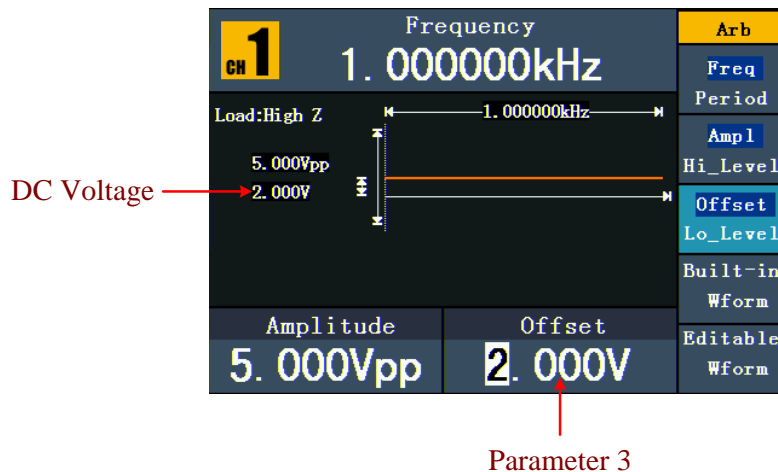 Frequency
CH 1
1.000000kHz
Load:High Z
1.000000kHz
5.000Vpp
DC Voltage
2.000V
Amplitude
5.000Vpp
Offset
2.000V
Arb
Freq
Period
Ampl
Hi_Level
Offset
Lo_Level
Built-in
Wform
Editable
Wform
Parameter 3